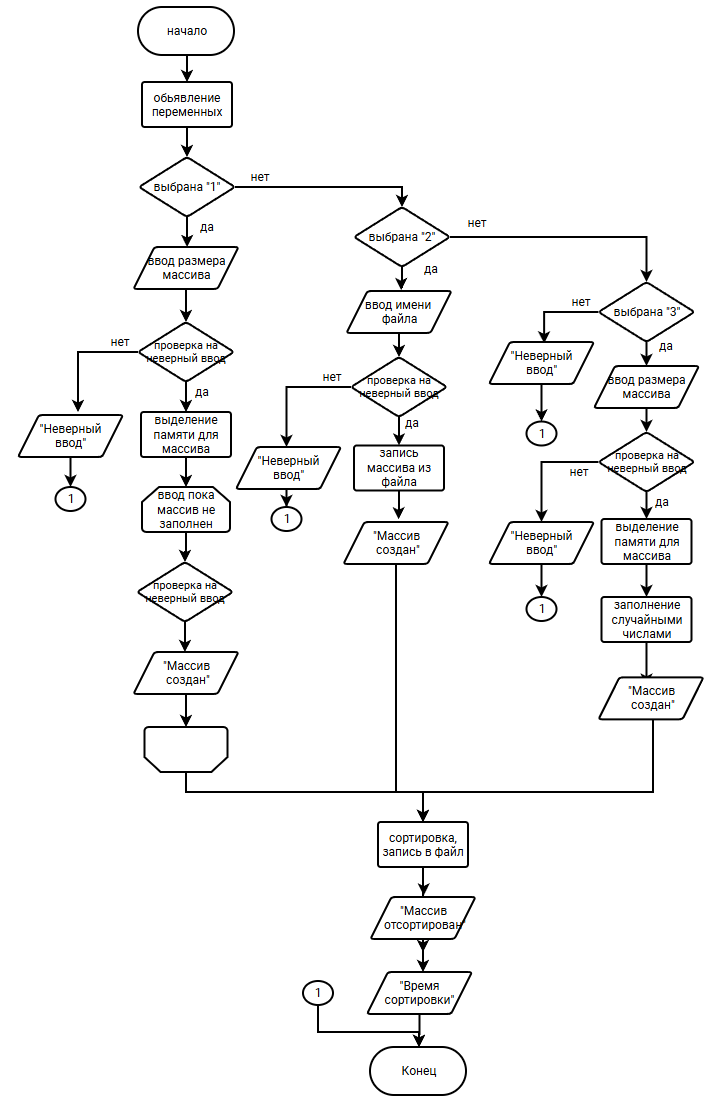 начало
обьявление
переменных
выбрана "1"
нет
да
выбрана "2"
нет
да
выбрана "3"
нет
да
ввод размера
массива
проверка на
неверный ввод
нет
да
"Неверный
ввод"
1
выделение
памяти для
массива
ввод пока
массив не
заполнен
проверка на
неверный ввод
"Массив
создан"
ввод имени
файла
проверка на
неверный ввод
нет
да
"Неверный
ввод"
1
запись
массива из
файла
"Массив
создан"
"Неверный
ввод"
1
ввод размера
массива
проверка на
неверный ввод
нет
да
"Неверный
ввод"
1
выделение
памяти для
массива
заполнение
случайными
числами
"Массив
создан"
сортировка,
запись в файл
"Массив
отсортирован"
"Время
сортировки"
1
Конец